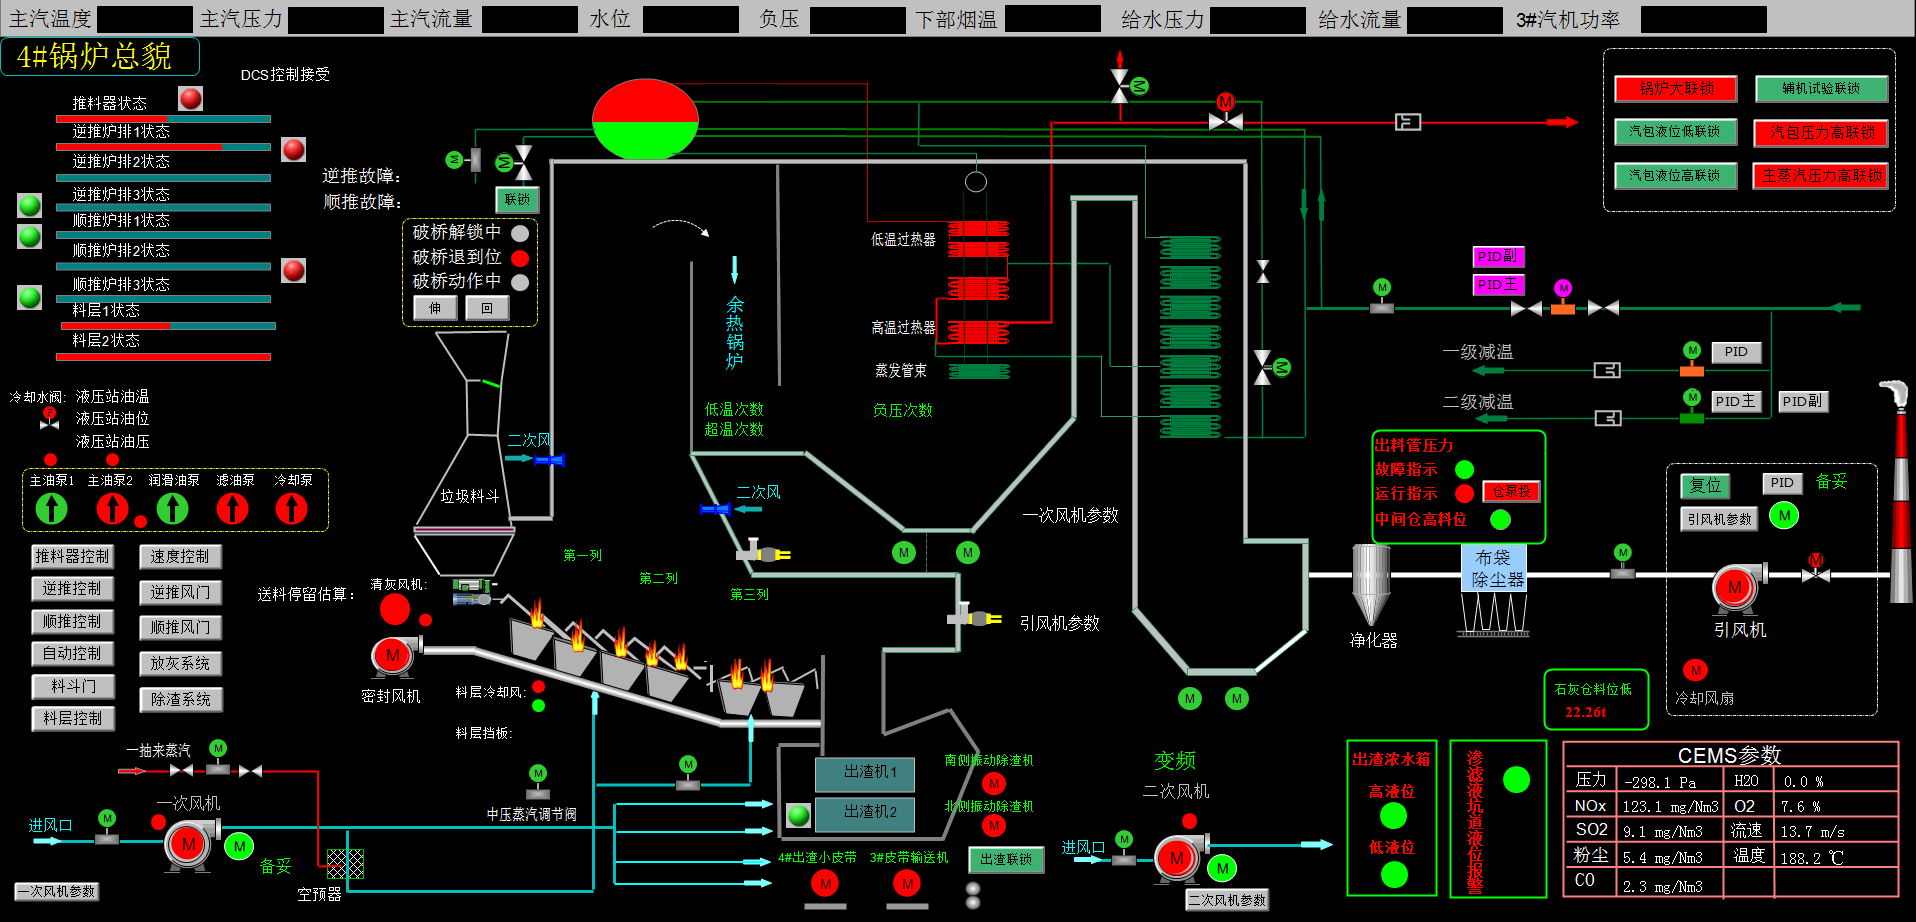 主汽温度 主汽压力 主汽流量 水位 负压 下部烟温 给水压力 给水流量 3#汽机功率
4#锅炉总貌
DCS控制接受
推料器状态
逆推炉排1状态
逆推炉排2状态
逆推炉排3状态
顺推炉排1状态
顺推炉排2状态
顺推炉排3状态
料层1状态
料层2状态
逆推故障:
顺推故障:
联锁
破桥解锁中
破桥退到位
破桥动作中
伸 回
冷却水阀:
液压站油温
液压站油位
液压站油压
主油泵1 主油泵2 润滑油泵 滤油泵 冷却泵
推料器控制 速度控制
逆推控制 逆推风门
顺推控制 顺推风门
自动控制 放灰系统
料斗门 除渣系统
料层控制
垃圾料斗
二次风
二次风
余热锅炉
低温次数
超温次数
负压次数
低温过热器
高温过热器
蒸发管束
锅炉大联锁 辅机试验联锁
汽包液位低联锁 汽包压力高联锁
汽包液位高联锁 主蒸汽压力高联锁
PID副
PID主
一级减温 PID
二级减温 PID主 PID副
出料管压力
故障指示
运行指示 仓泵投
中间仓高料位
复位 PID 备妥
引风机参数
引风机
冷却风扇
布袋
除尘器
净化器
一次风机参数
引风机参数
第一列
第二列
第三列
送料停留估算:
清灰风机:
密封风机
料层冷却风:
料层挡板:
一抽来蒸汽
一次风机
进风口
备妥
一次风机参数
空预器
中压蒸汽调节阀
出渣机1
出渣机2
南侧振动除渣机
北侧振动除渣机
4#出渣小皮带 3#皮带输送机
出渣联锁
变频
二次风机
进风口
二次风机参数
石灰仓料位低
22.26t
出渣浓水箱
高液位
低液位
渗滤液坑道液位报警
CEMS参数
压力 -298.1 Pa H2O 0.0 %
NOx 123.1 mg/Nm3 O2 7.6 %
SO2 9.1 mg/Nm3 流速 13.7 m/s
粉尘 5.4 mg/Nm3 温度 188.2 ℃
CO 2.3 mg/Nm3